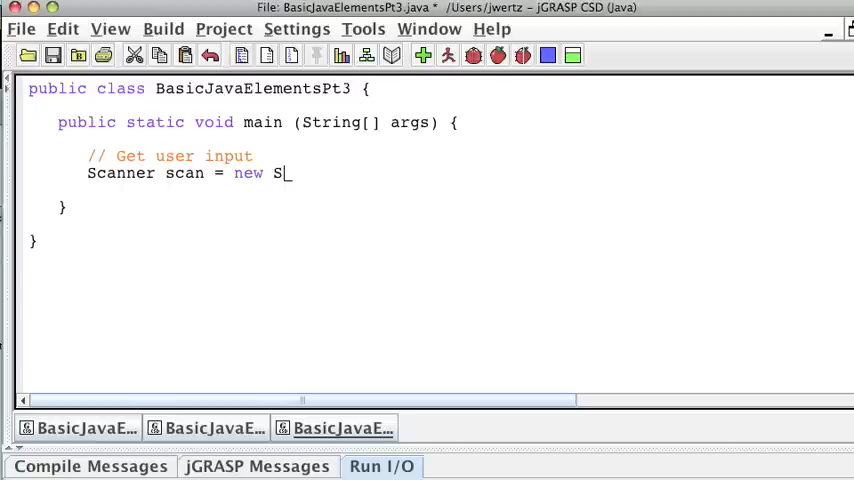 File: BasicJavaElementsPt3.java * /Users/jwertz - jGRASP CSD (Java)
File Edit View Build Project Settings Tools Window Help
public class BasicJavaElementsPt3 {
public static void main (String[] args) {
// Get user input
Scanner scan = new S
}
}
BasicJavaE... BasicJavaE... BasicJavaE...
Compile Messages jGRASP Messages Run I/O